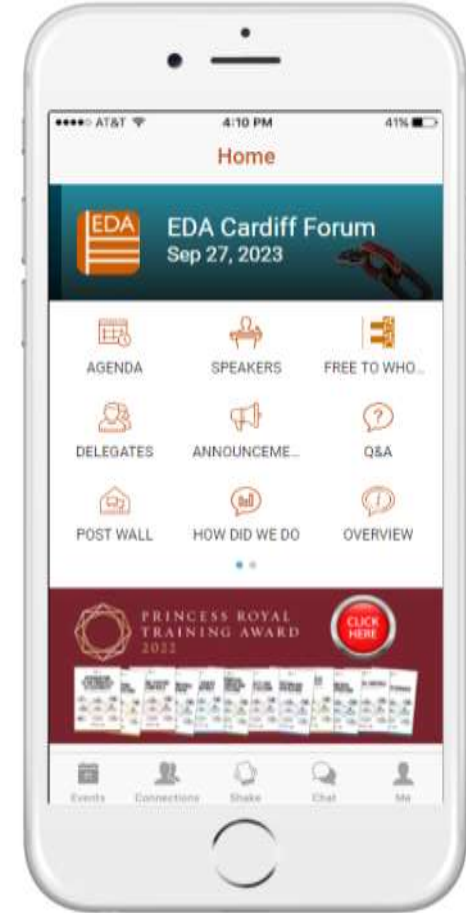 AT&T 4:10 PM 41%
Home
EDA
EDA Cardiff Forum
Sep 27, 2023
AGENDA SPEAKERS FREE TO WHO...
DELEGATES ANNOUNCEME... Q&A
POST WALL HOW DID WE DO OVERVIEW
PRINCESS ROYAL
TRAINING AWARD
2022
CLICK
HERE
Events Connections Shake Chat Me